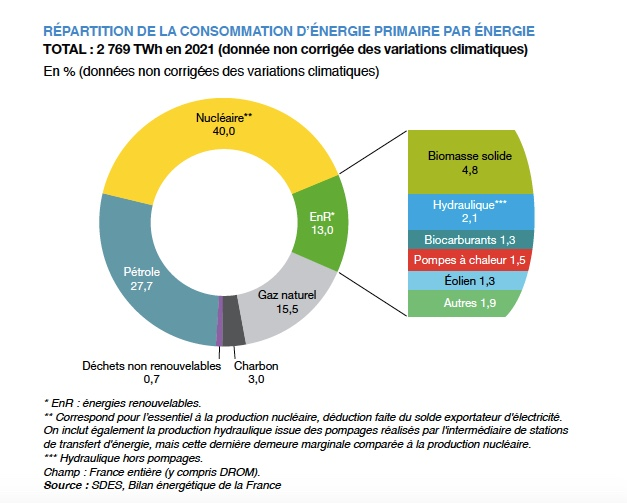 RÉPARTITION DE LA CONSOMMATION D'ÉNERGIE PRIMAIRE PAR ÉNERGIE
TOTAL : 2 769 TWh en 2021 (donnée non corrigée des variations climatiques)
En % (données non corrigées des variations climatiques)
Nucléaire**
40,0
EnR*
13,0
Biomasse solide
4,8
Hydraulique***
2,1
Biocarburants 1,3
Pompes à chaleur 1,5
Éolien 1,3
Autres 1,9
Pétrole
27,7
Gaz naturel
15,5
Déchets non renouvelables
0,7
Charbon
3,0
* EnR : énergies renouvelables.
** Correspond pour l'essentiel à la production nucléaire, déduction faite du solde exportateur d'électricité.
On inclut également la production hydraulique issue des pompages réalisés par l'intermédiaire de stations
de transfert d'énergie, mais cette dernière demeure marginale comparée à la production nucléaire.
*** Hydraulique hors pompages.
Champ : France entière (y compris DROM).
Source : SDES, Bilan énergétique de la France